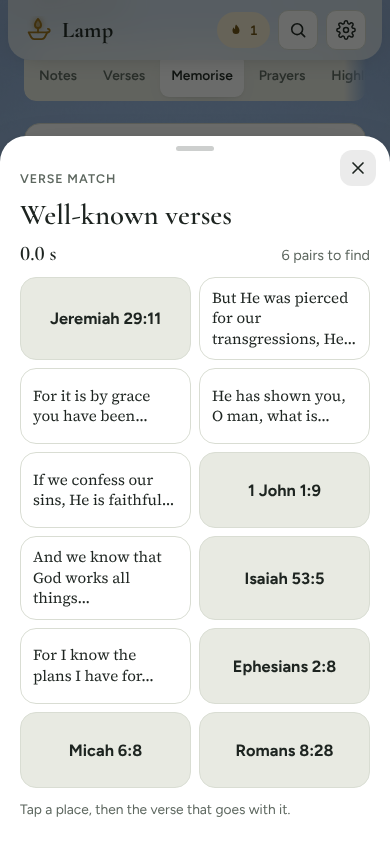 Lamp
1
Notes
Verses
Memorise
Prayers
High
VERSE MATCH
Well-known verses
0.0 s
6 pairs to find
Jeremiah 29:11
But He was pierced
for our
transgressions, He...
For it is by grace
you have been...
He has shown you,
O man, what is...
If we confess our
sins, He is faithful...
1 John 1:9
And we know that
God works all
things...
Isaiah 53:5
For I know the
plans I have for...
Ephesians 2:8
Micah 6:8
Romans 8:28
Tap a place, then the verse that goes with it.